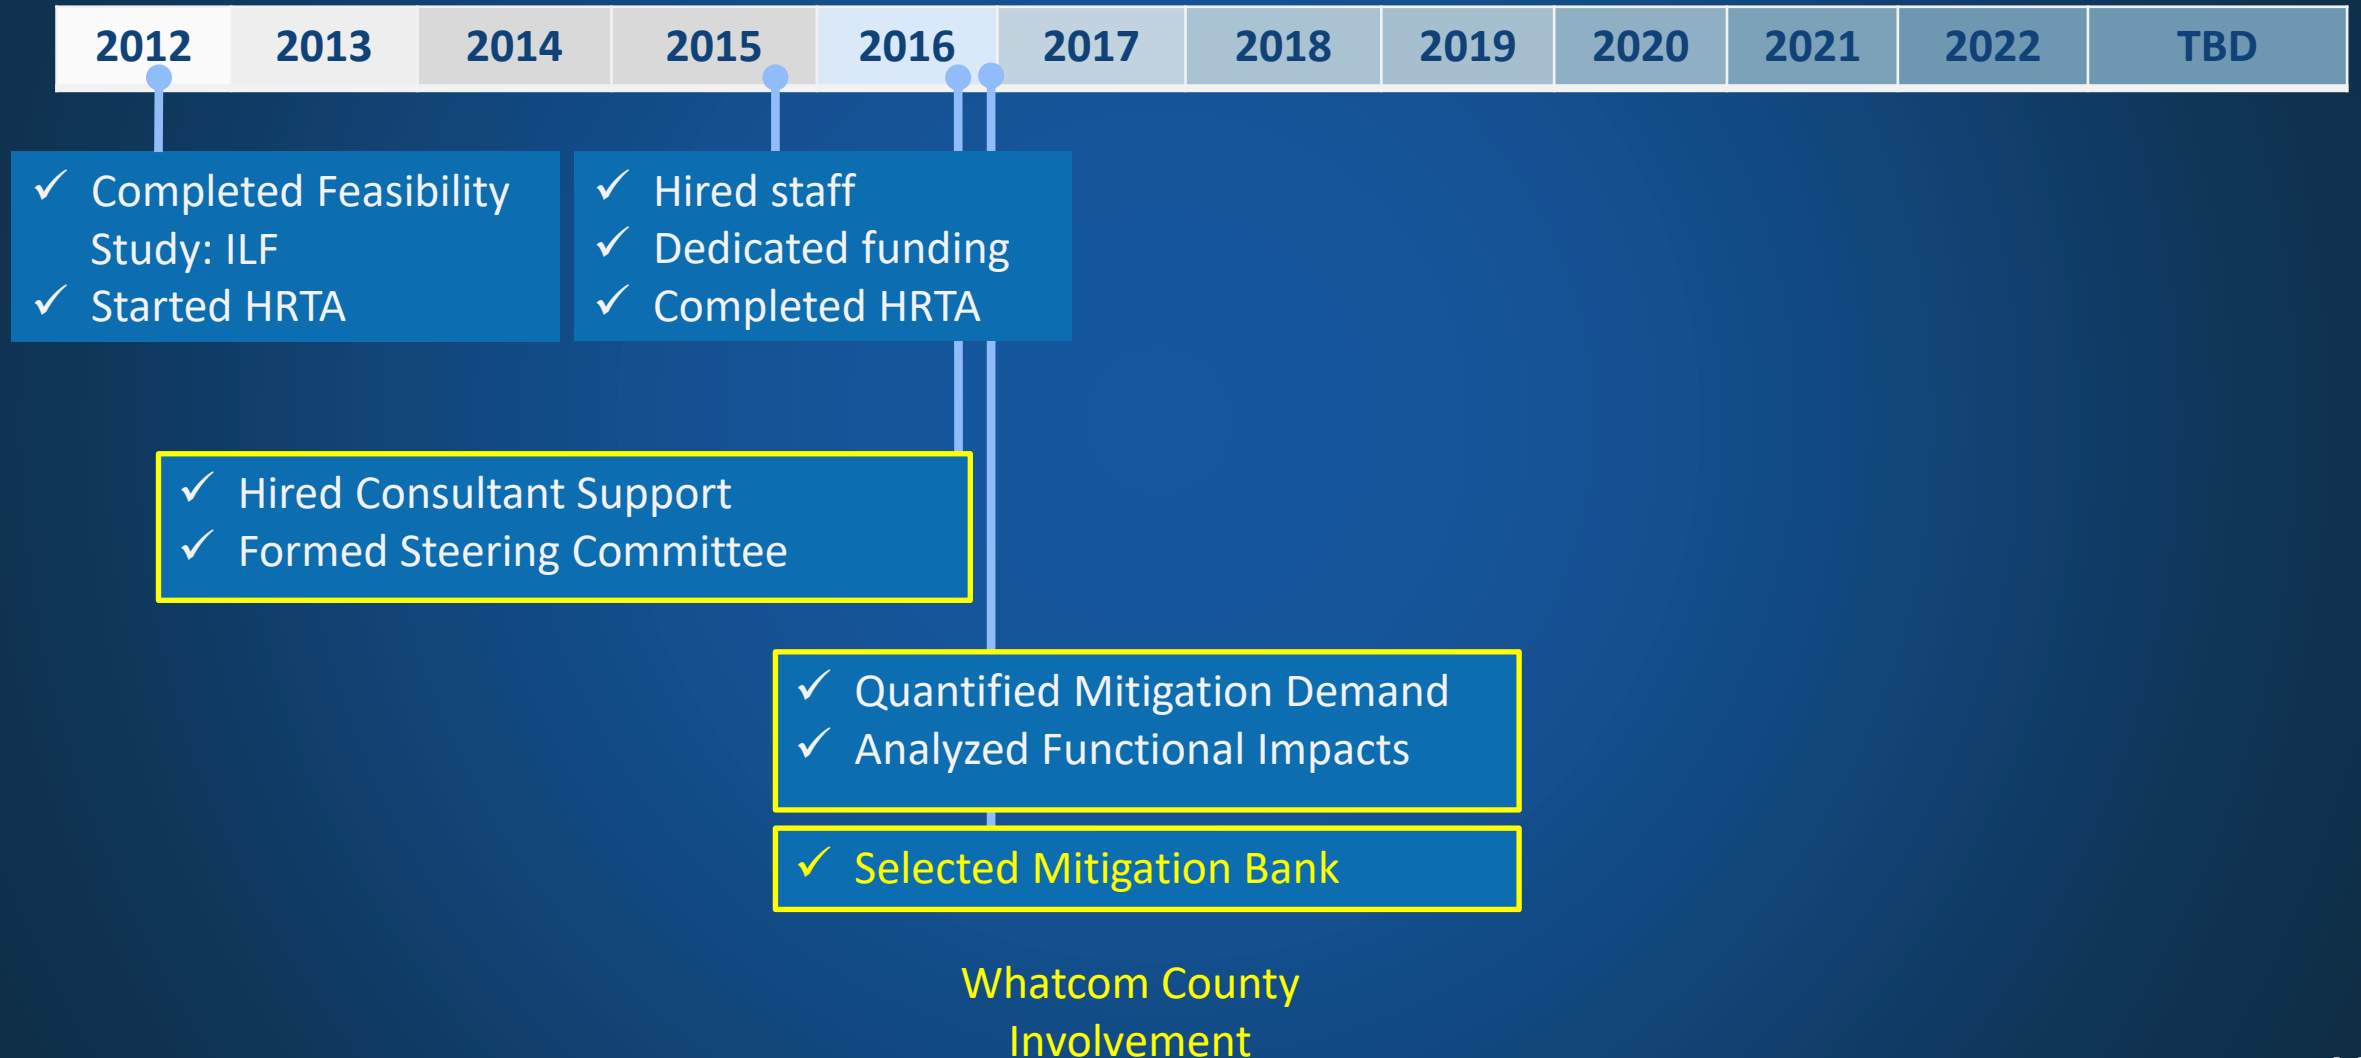 2012 2013 2014 2015 2016 2017 2018 2019 2020 2021 2022 TBD
✓ Completed Feasibility
Study: ILF
✓ Started HRTA
✓ Hired staff
✓ Dedicated funding
✓ Completed HRTA
✓ Hired Consultant Support
✓ Formed Steering Committee
✓ Quantified Mitigation Demand
✓ Analyzed Functional Impacts
✓ Selected Mitigation Bank
Whatcom County
Involvement